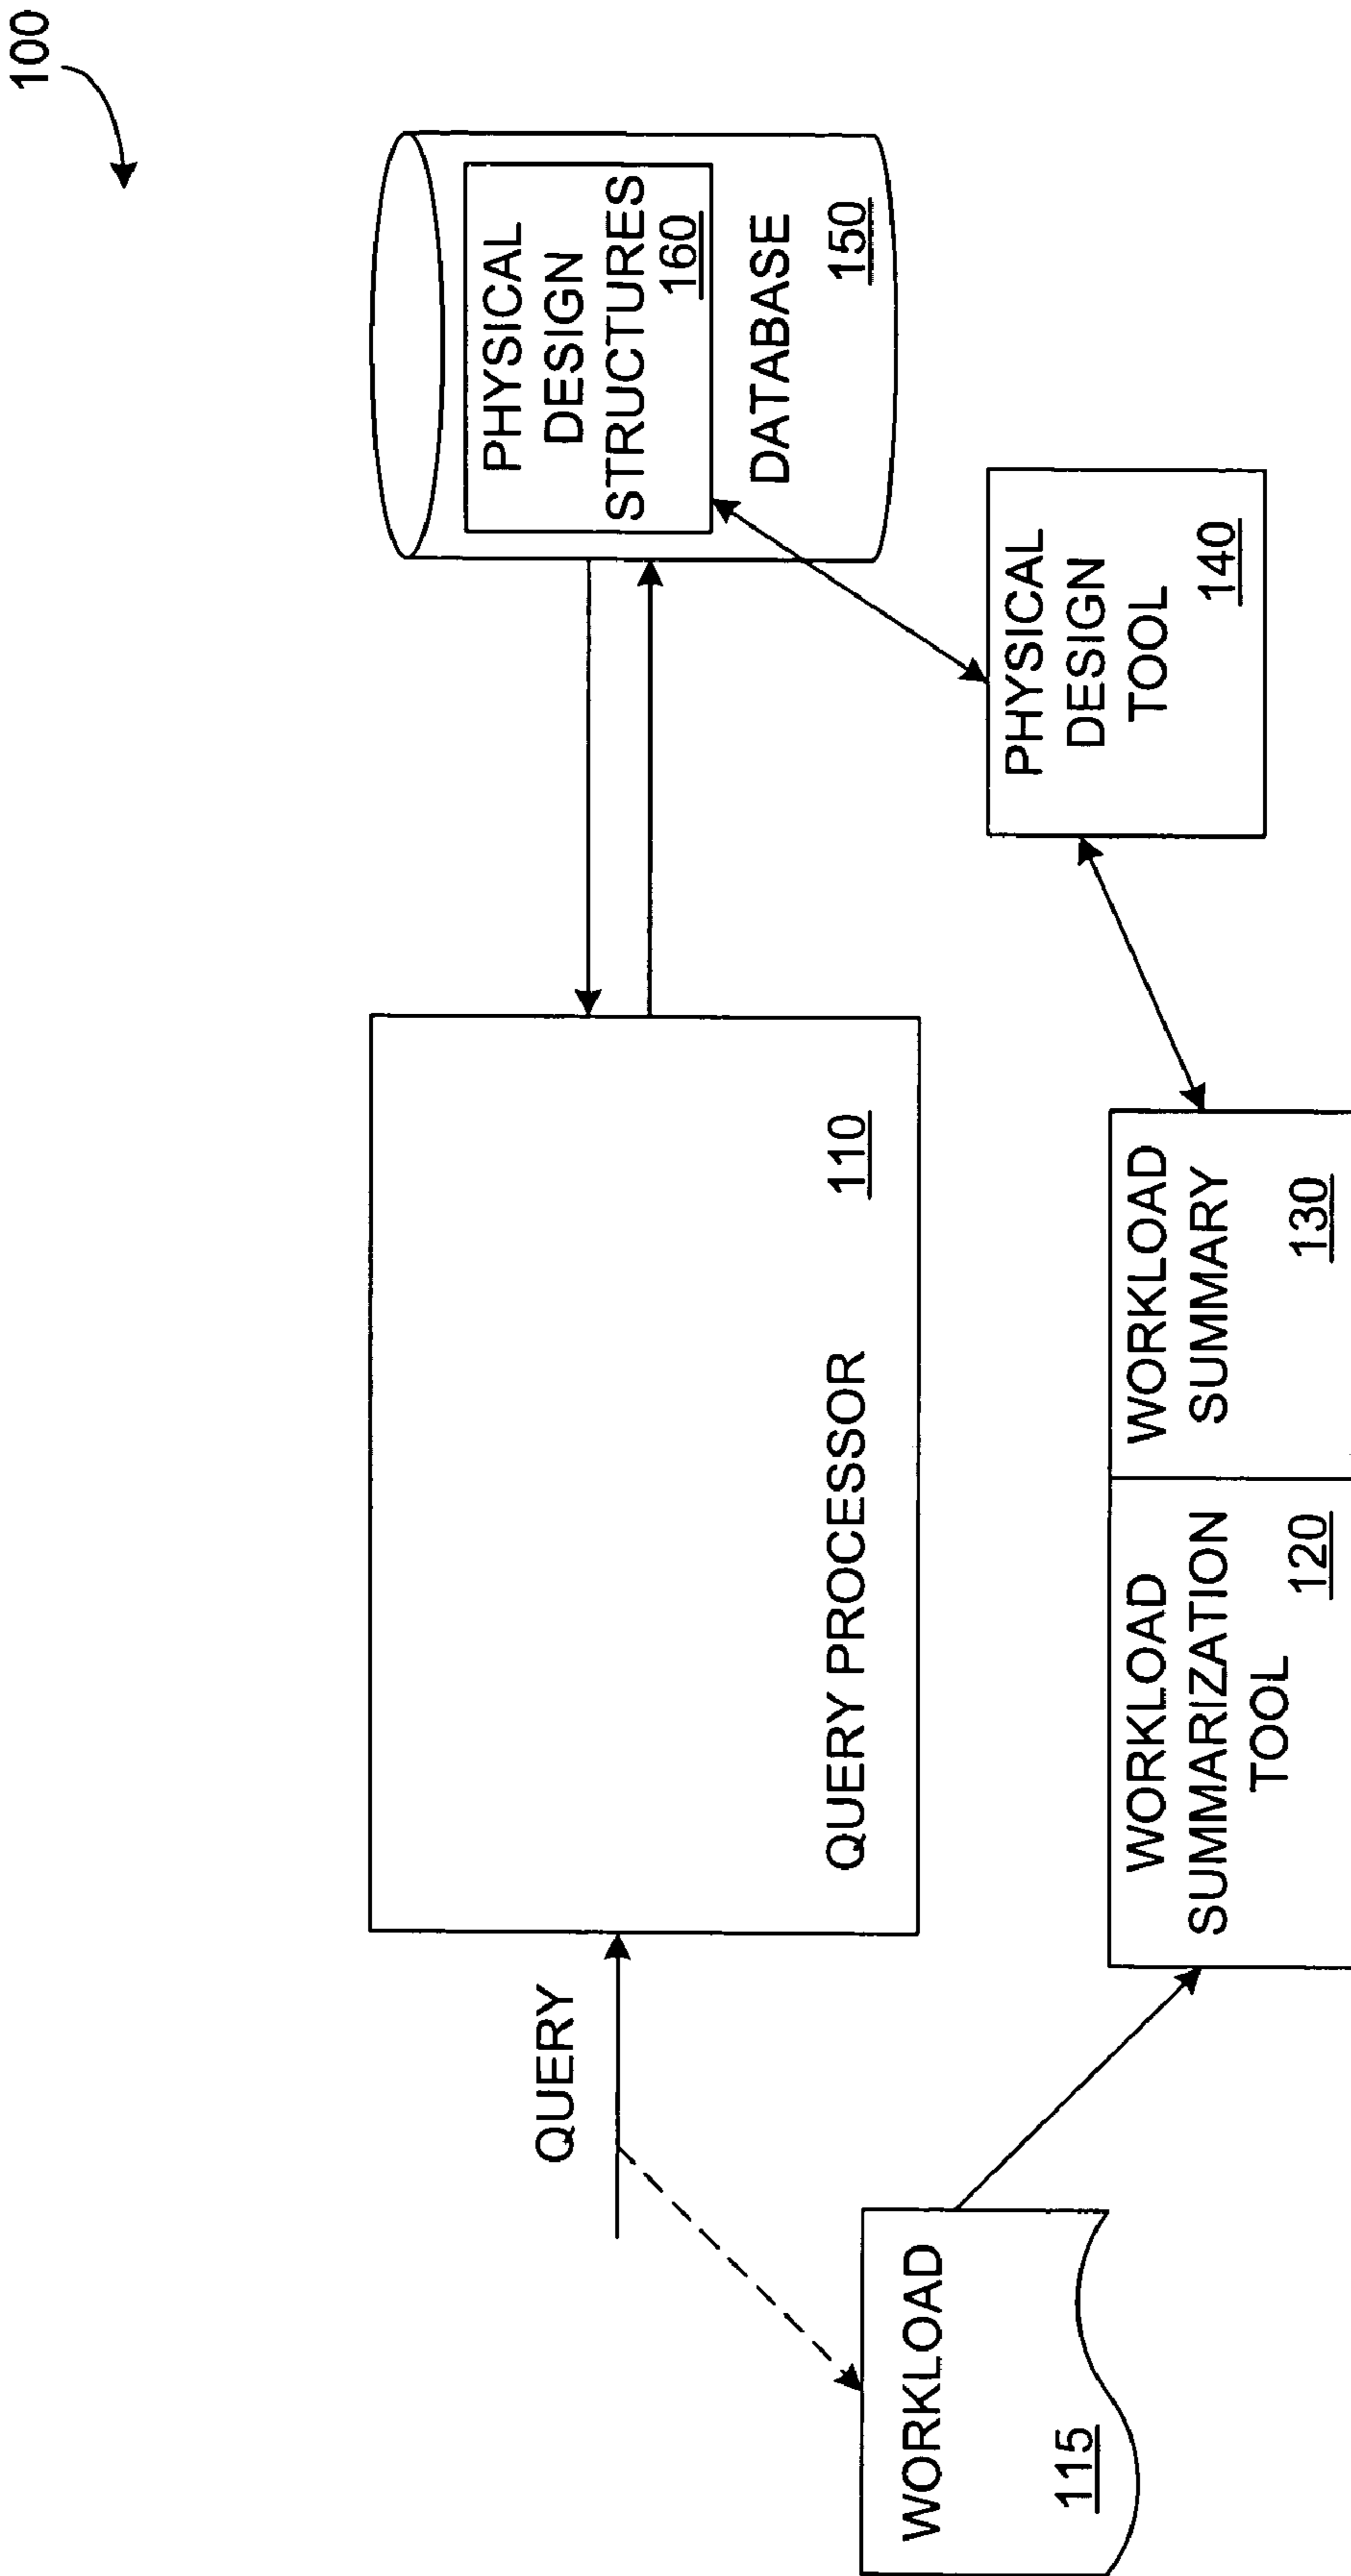 100
QUERY
QUERY PROCESSOR
110
PHYSICAL
DESIGN
STRUCTURES
160
DATABASE
150
WORKLOAD
115
WORKLOAD
SUMMARIZATION
TOOL
120
WORKLOAD
SUMMARY
130
PHYSICAL
DESIGN
TOOL
140